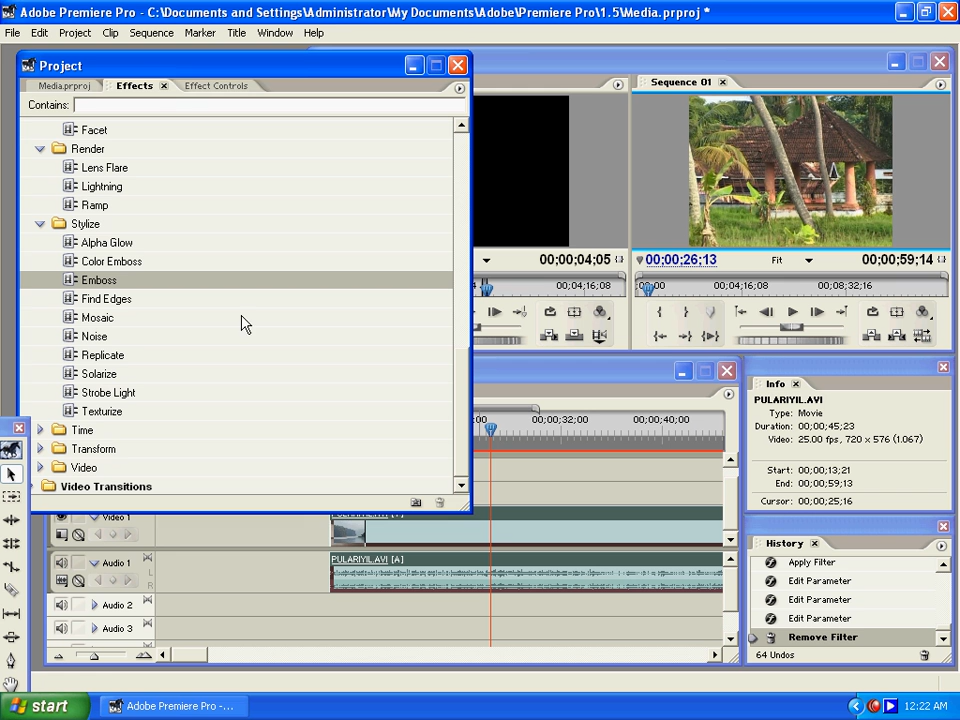 Adobe Premiere Pro - C:\Documents and Settings\Administrator\My Documents\Adobe\Premiere Pro\1.5\Media.prproj *
File Edit Project Clip Sequence Marker Title Window Help
Project
Media.prproj Effects Effect Controls
Contains:
Facet
Render
Lens Flare
Lightning
Ramp
Stylize
Alpha Glow
Color Emboss
Emboss
Find Edges
Mosaic
Noise
Replicate
Solarize
Strobe Light
Texturize
Time
Transform
Video
Video Transitions
00;00;04;05
00;04;16;08
Sequence 01
00;00;26;13 Fit 00;00;59;14
;00;00 00;04;16;08 00;08;32;16
00;00;32;00 00;00;40;00
Video 1
PULARIYIL.AVI [A]
Audio 1
L
R
Audio 2
Audio 3
Info
PULARIYIL.AVI
Type: Movie
Duration: 00;00;45;23
Video: 25.00 fps, 720 x 576 (1.067)
Start: 00;00;13;21
End: 00;00;59;13
Cursor: 00;00;25;16
History
Apply Filter
Edit Parameter
Edit Parameter
Edit Parameter
Remove Filter
64 Undos
start Adobe Premiere Pro -... 12:22 AM